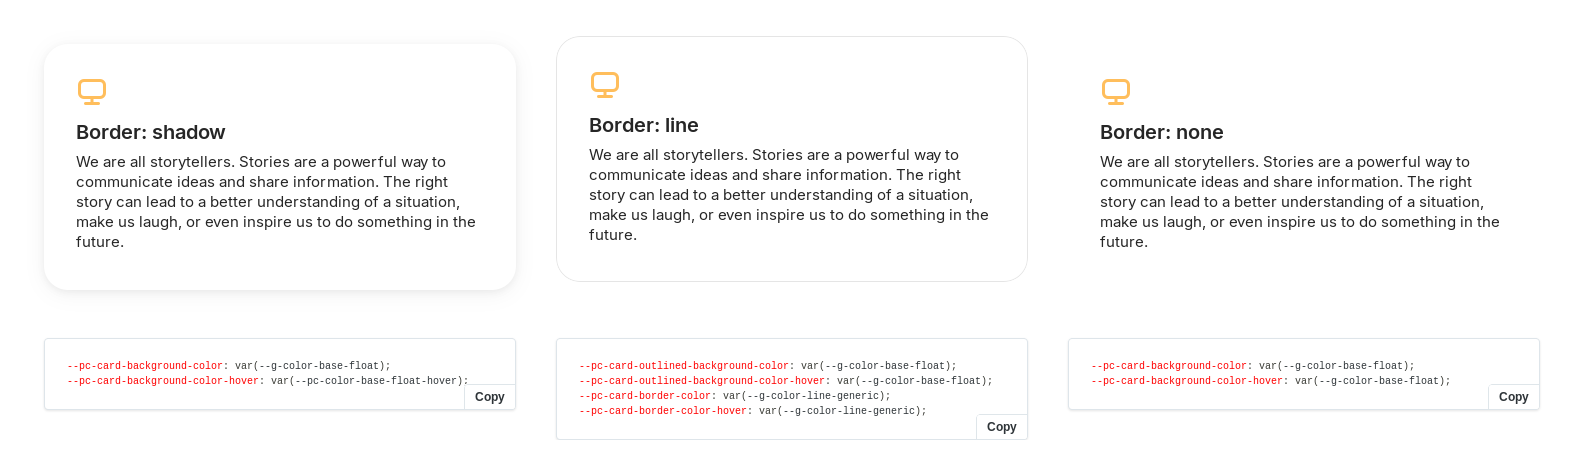 Border: shadow
We are all storytellers. Stories are a powerful way to
communicate ideas and share information. The right
story can lead to a better understanding of a situation,
make us laugh, or even inspire us to do something in the
future.
Border: line
We are all storytellers. Stories are a powerful way to
communicate ideas and share information. The right
story can lead to a better understanding of a situation,
make us laugh, or even inspire us to do something in the
future.
Border: none
We are all storytellers. Stories are a powerful way to
communicate ideas and share information. The right
story can lead to a better understanding of a situation,
make us laugh, or even inspire us to do something in the
future.
--pc-card-background-color: var(--g-color-base-float);
--pc-card-background-color-hover: var(--pc-color-base-float-hover);
Copy
--pc-card-outlined-background-color: var(--g-color-base-float);
--pc-card-outlined-background-color-hover: var(--g-color-base-float);
--pc-card-border-color: var(--g-color-line-generic);
--pc-card-border-color-hover: var(--g-color-line-generic);
Copy
--pc-card-background-color: var(--g-color-base-float);
--pc-card-background-color-hover: var(--g-color-base-float);
Copy